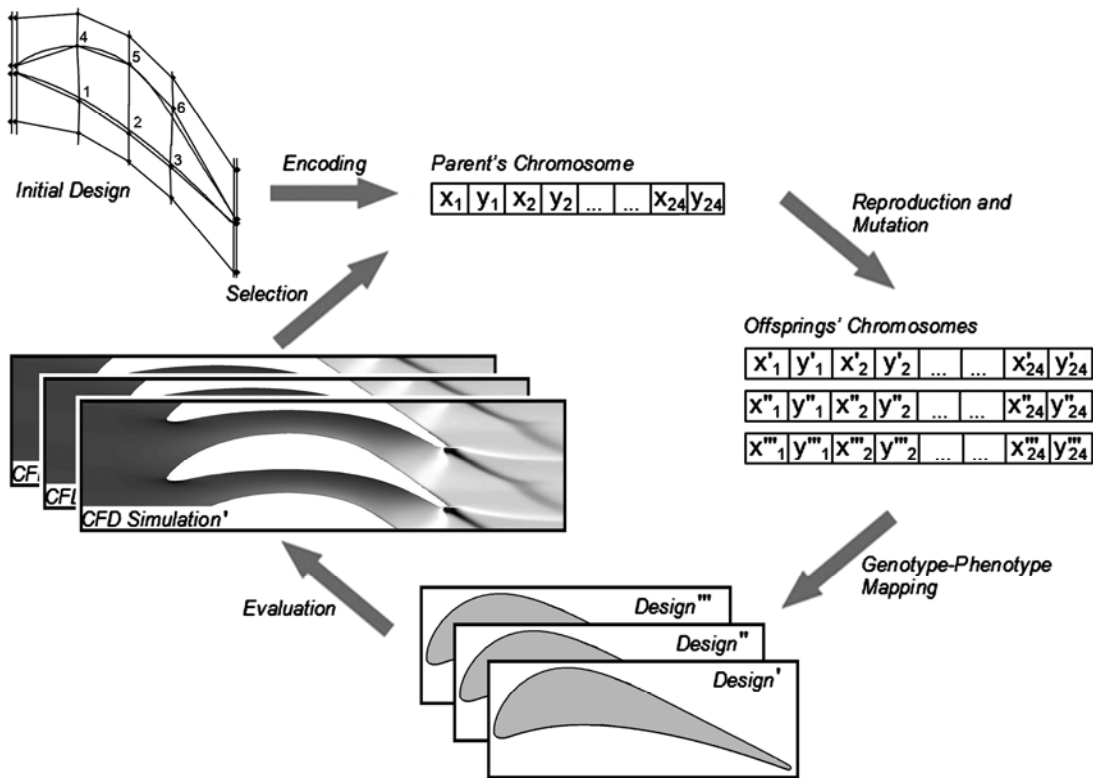 4
5
1
6
2
3
Initial Design
Encoding
Parent's Chromosome
x1 y1 x2 y2 ... ... x24 y24
Reproduction and
Mutation
Selection
Offsprings' Chromosomes
x'1 y'1 x'2 y'2 ... ... x'24 y'24
x"1 y"1 x"2 y"2 ... ... x"24 y"24
x'''1 y'''1 x'''2 y'''2 ... ... x'''24 y'''24
CFD Simulation'
Genotype-Phenotype
Mapping
Evaluation
Design'''
Design"
Design'